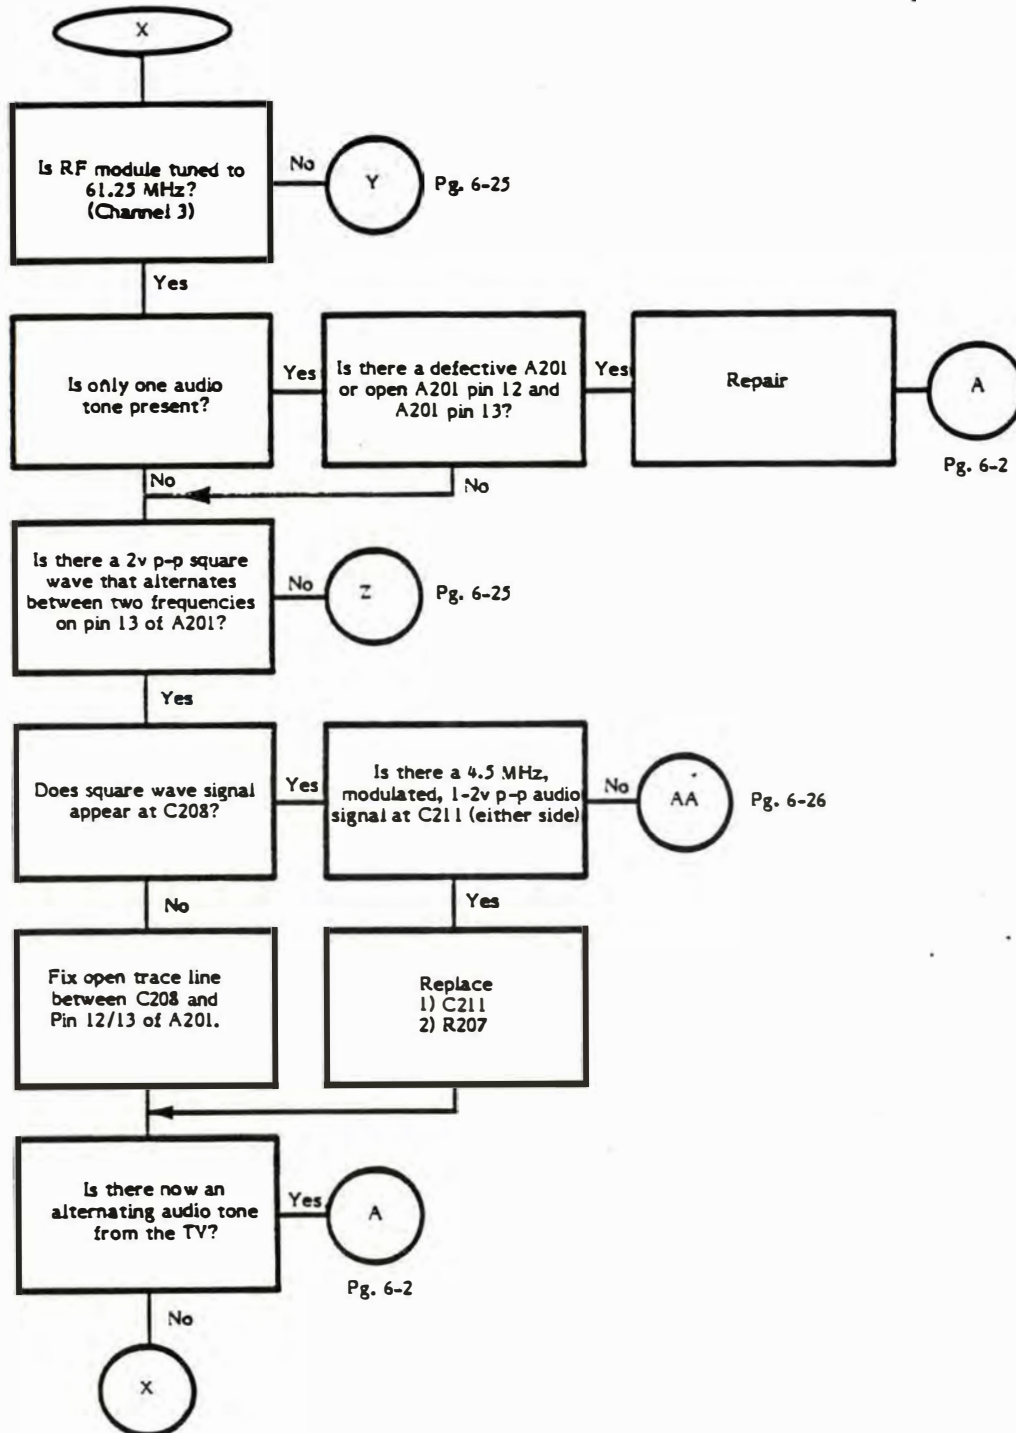 X
Is RF module tuned to
61.25 MHz?
(Channel 3)
No
Y
Pg. 6-25
Yes
Is only one audio
tone present?
Yes
Is there a defective A201
or open A201 pin 12 and
A201 pin 13?
Yes
Repair
A
Pg. 6-2
No
No
Is there a 2v p-p square
wave that alternates
between two frequencies
on pin 13 of A201?
No
Z
Pg. 6-25
Yes
Does square wave signal
appear at C208?
Yes
Is there a 4.5 MHz,
modulated, 1-2v p-p audio
signal at C211 (either side)
No
AA
Pg. 6-26
No
Yes
Fix open trace line
between C208 and
Pin 12/13 of A201.
Replace
1) C211
2) R207
Is there now an
alternating audio tone
from the TV?
Yes
A
Pg. 6-2
No
X